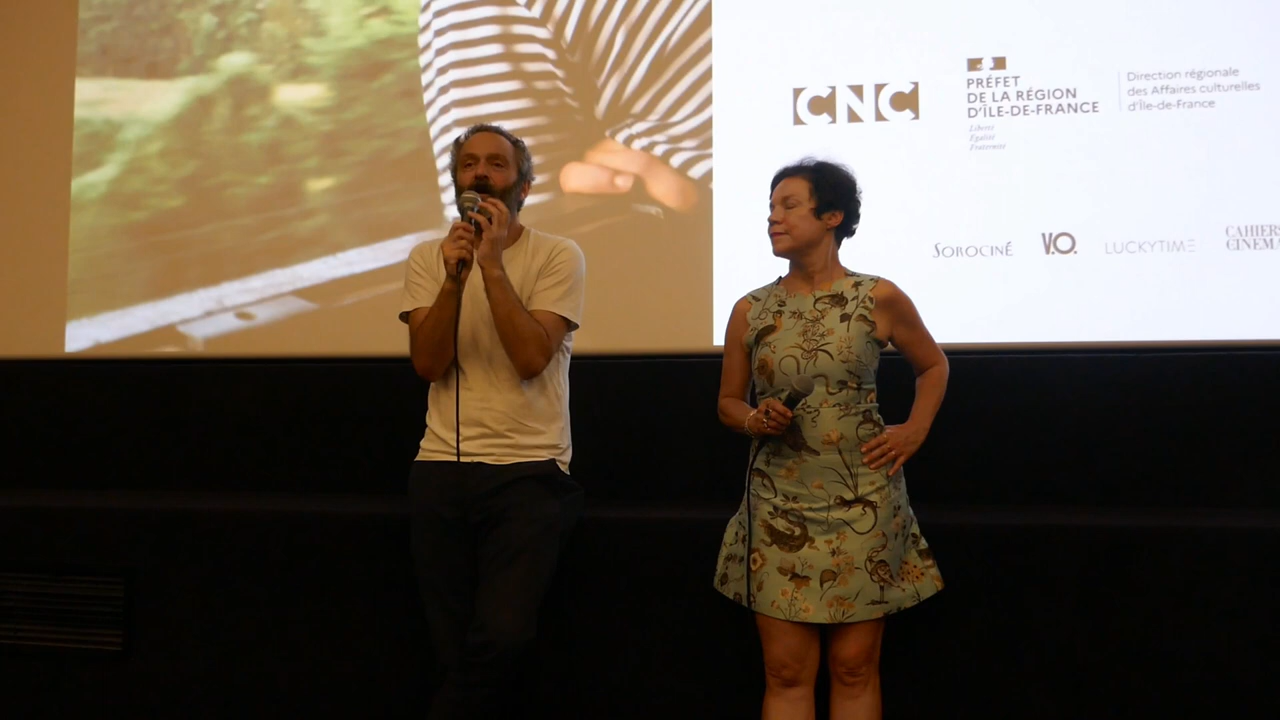 CNC
PRÉFET
DE LA RÉGION
D'ÎLE-DE-FRANCE
Liberté
Égalité
Fraternité
Direction régionale
des Affaires culturelles
d'Île-de-France
SOROCINÉ
V.O.
LUCKYTIME
CAHIERS
CINEMA